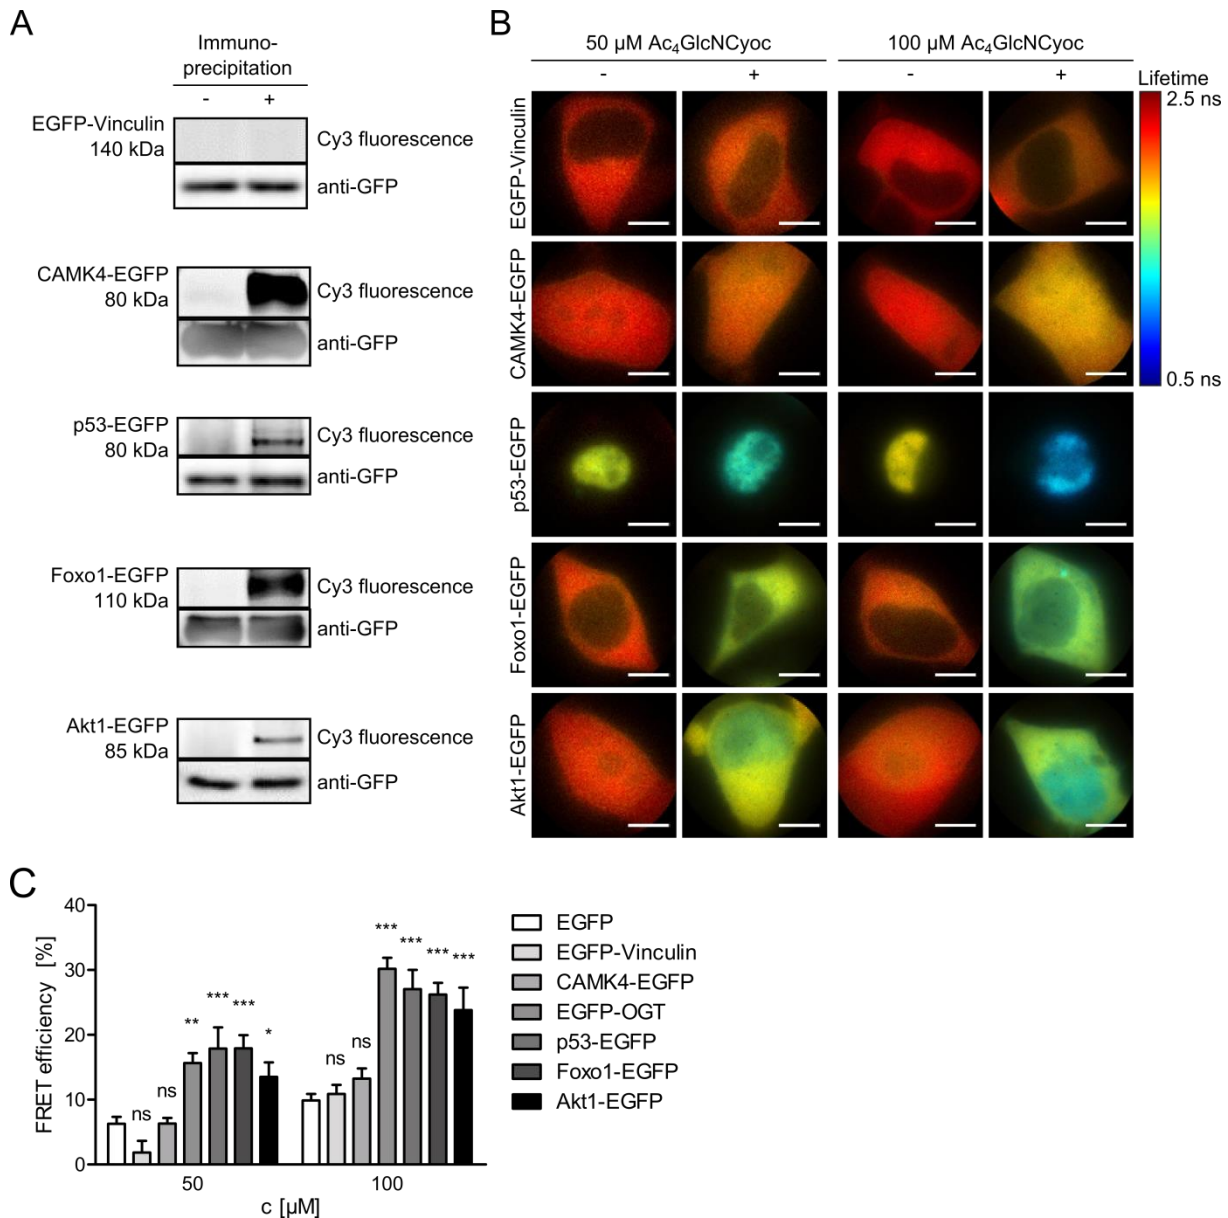 A
Immuno-
precipitation
- +
EGFP-Vinculin
140 kDa
Cy3 fluorescence
anti-GFP
CAMK4-EGFP
80 kDa
Cy3 fluorescence
anti-GFP
p53-EGFP
80 kDa
Cy3 fluorescence
anti-GFP
Foxo1-EGFP
110 kDa
Cy3 fluorescence
anti-GFP
Akt1-EGFP
85 kDa
Cy3 fluorescence
anti-GFP
B
50 µM Ac₄GlcNCyoc 100 µM Ac₄GlcNCyoc
- + - +
Lifetime
2.5 ns
0.5 ns
EGFP-Vinculin
CAMK4-EGFP
p53-EGFP
Foxo1-EGFP
Akt1-EGFP
C
FRET efficiency [%]
40
30
20
10
0
ns
ns
**
***
***
*
ns
ns
***
***
***
***
50 100
c [µM]
EGFP
EGFP-Vinculin
CAMK4-EGFP
EGFP-OGT
p53-EGFP
Foxo1-EGFP
Akt1-EGFP